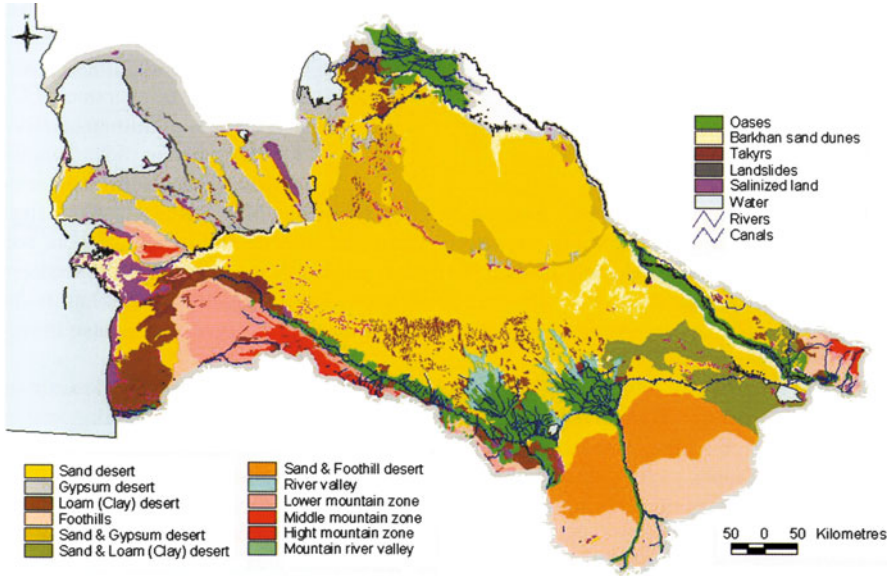 Oases
Barkhan sand dunes
Takyrs
Landslides
Salinized land
Water
Rivers
Canals
Sand desert
Gypsum desert
Loam (Clay) desert
Foothills
Sand & Gypsum desert
Sand & Loam (Clay) desert
Sand & Foothill desert
River valley
Lower mountain zone
Middle mountain zone
Hight mountain zone
Mountain river valley
50 0 50 Kilometres